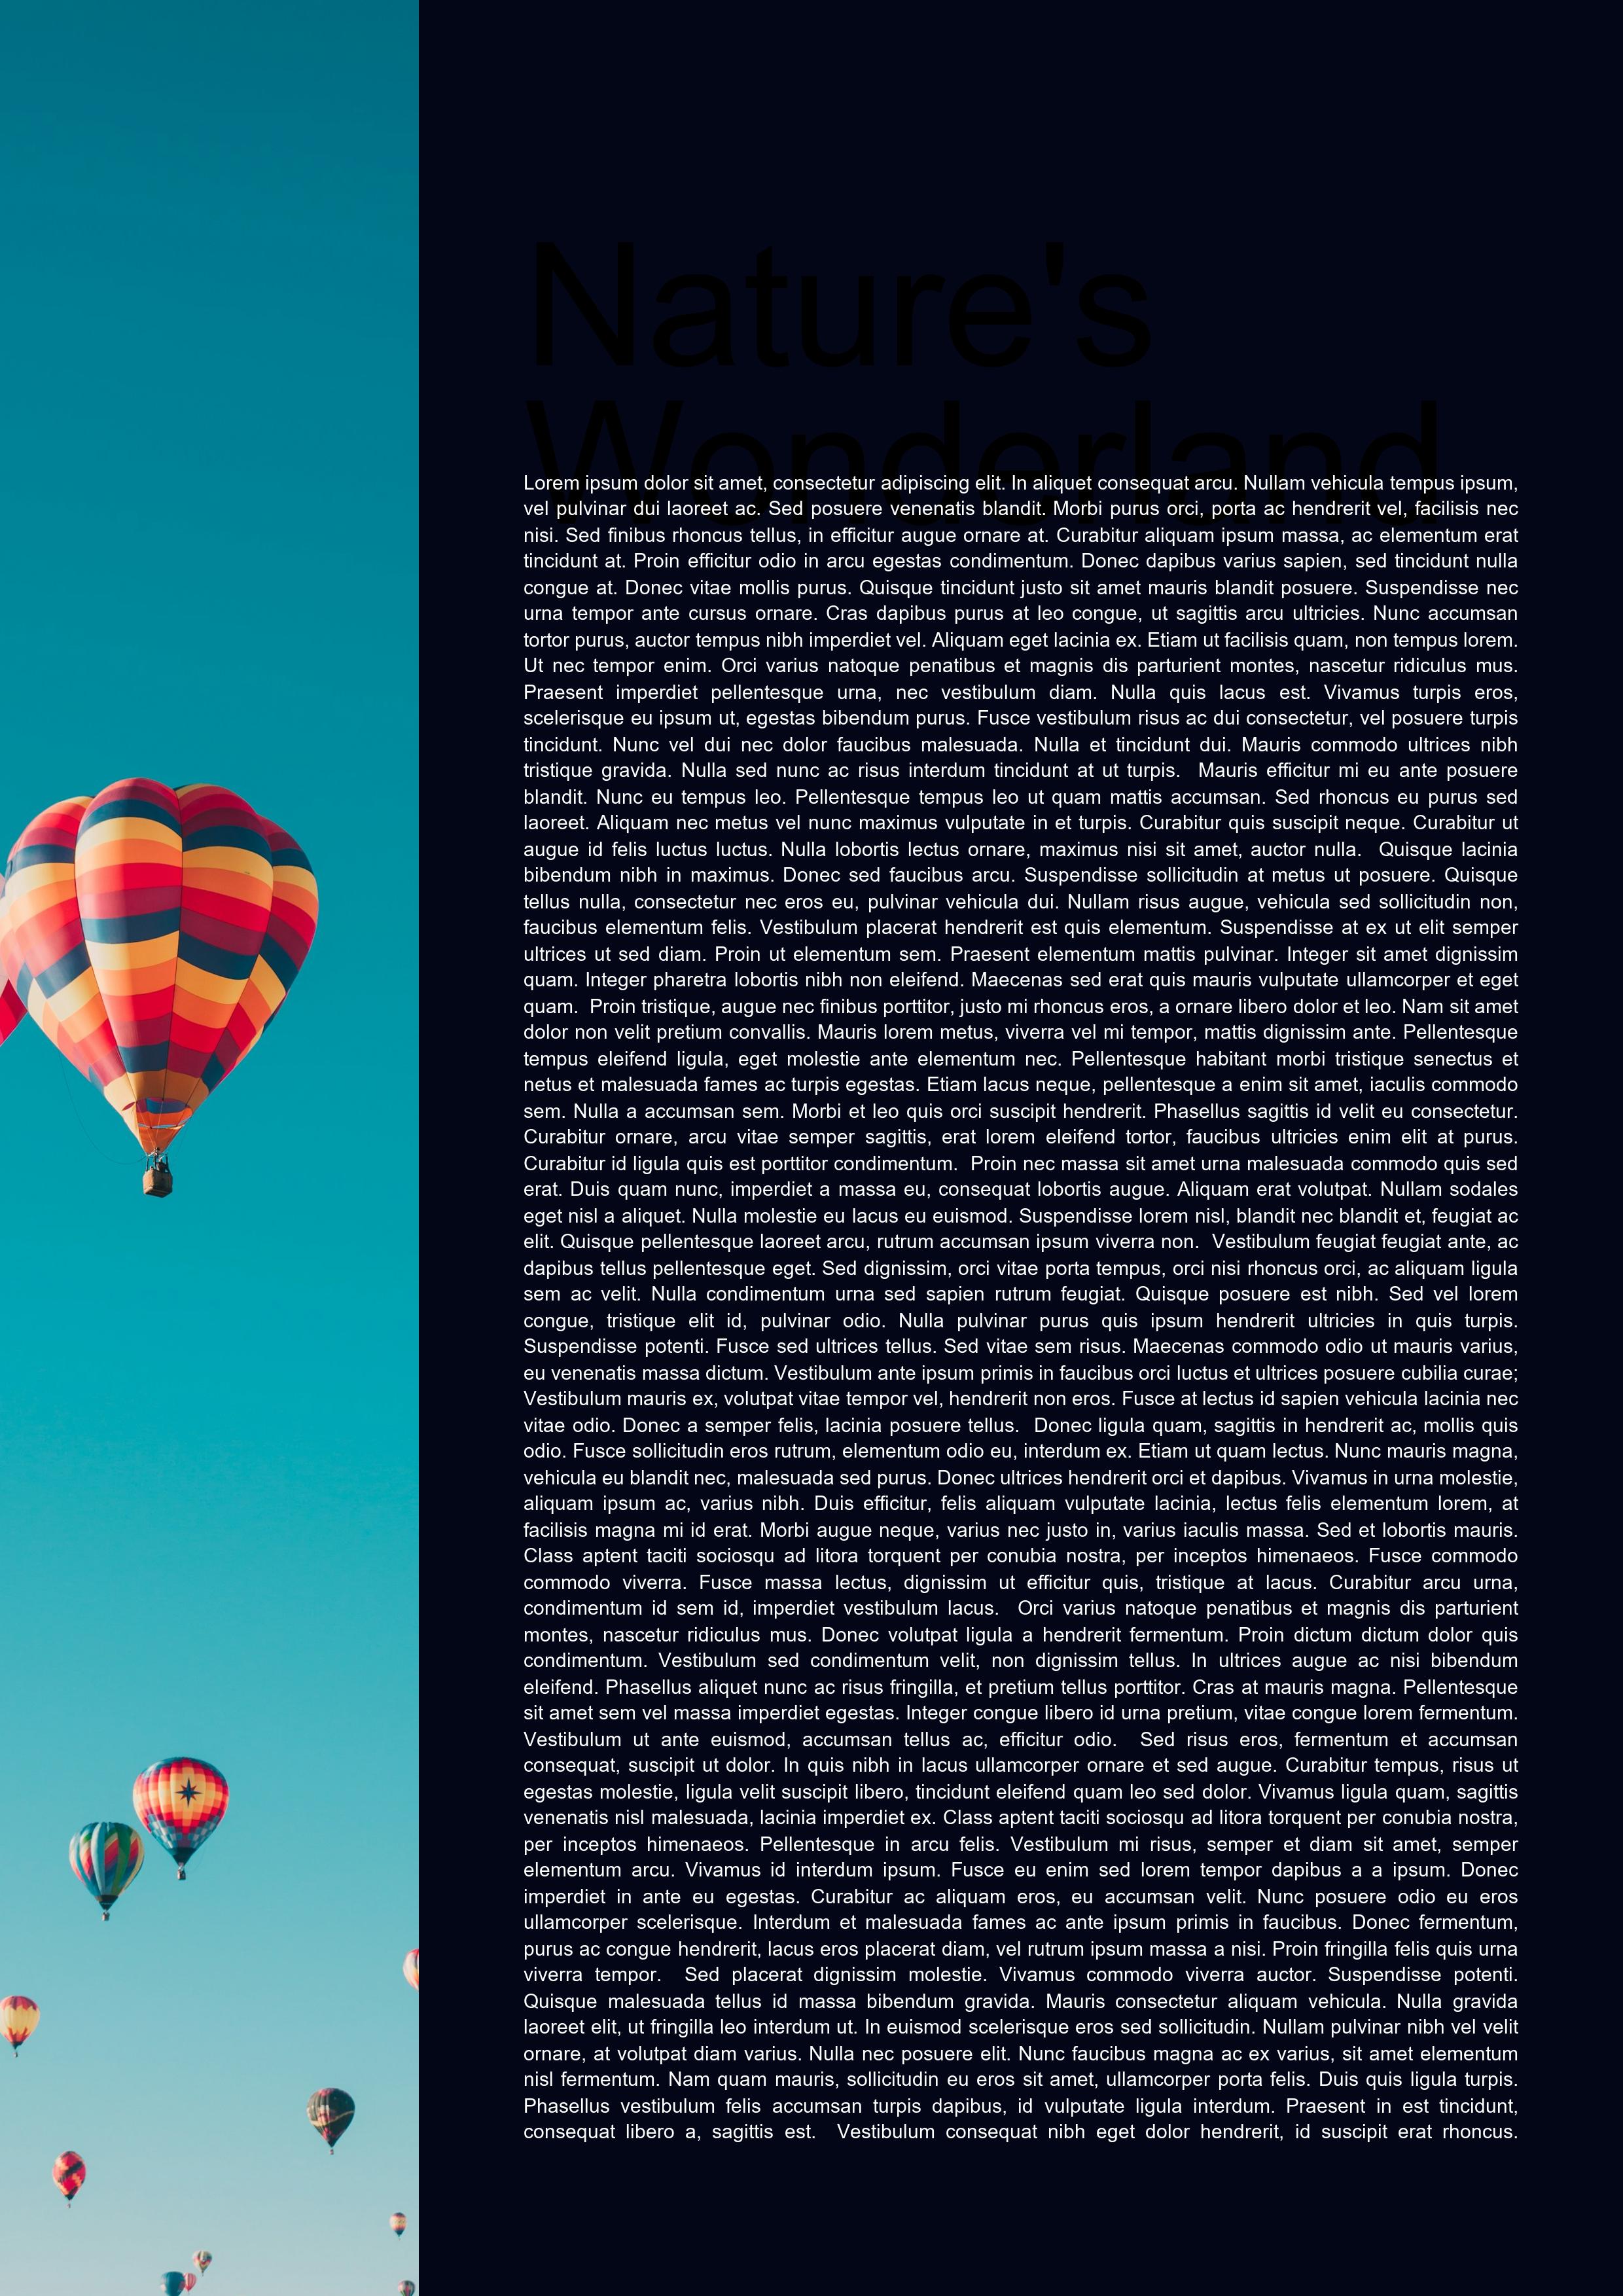 Nature's
Wonderland
Lorem ipsum dolor sit amet, consectetur adipiscing elit. In aliquet consequat arcu. Nullam vehicula tempus ipsum,
vel pulvinar dui laoreet ac. Sed posuere venenatis blandit. Morbi purus orci, porta ac hendrerit vel, facilisis nec
nisi. Sed finibus rhoncus tellus, in efficitur augue ornare at. Curabitur aliquam ipsum massa, ac elementum erat
tincidunt at. Proin efficitur odio in arcu egestas condimentum. Donec dapibus varius sapien, sed tincidunt nulla
congue at. Donec vitae mollis purus. Quisque tincidunt justo sit amet mauris blandit posuere. Suspendisse nec
urna tempor ante cursus ornare. Cras dapibus purus at leo congue, ut sagittis arcu ultricies. Nunc accumsan
tortor purus, auctor tempus nibh imperdiet vel. Aliquam eget lacinia ex. Etiam ut facilisis quam, non tempus lorem.
Ut nec tempor enim. Orci varius natoque penatibus et magnis dis parturient montes, nascetur ridiculus mus.
Praesent imperdiet pellentesque urna, nec vestibulum diam. Nulla quis lacus est. Vivamus turpis eros,
scelerisque eu ipsum ut, egestas bibendum purus. Fusce vestibulum risus ac dui consectetur, vel posuere turpis
tincidunt. Nunc vel dui nec dolor faucibus malesuada. Nulla et tincidunt dui. Mauris commodo ultrices nibh
tristique gravida. Nulla sed nunc ac risus interdum tincidunt at ut turpis. Mauris efficitur mi eu ante posuere
blandit. Nunc eu tempus leo. Pellentesque tempus leo ut quam mattis accumsan. Sed rhoncus eu purus sed
laoreet. Aliquam nec metus vel nunc maximus vulputate in et turpis. Curabitur quis suscipit neque. Curabitur ut
augue id felis luctus luctus. Nulla lobortis lectus ornare, maximus nisi sit amet, auctor nulla. Quisque lacinia
bibendum nibh in maximus. Donec sed faucibus arcu. Suspendisse sollicitudin at metus ut posuere. Quisque
tellus nulla, consectetur nec eros eu, pulvinar vehicula dui. Nullam risus augue, vehicula sed sollicitudin non,
faucibus elementum felis. Vestibulum placerat hendrerit est quis elementum. Suspendisse at ex ut elit semper
ultrices ut sed diam. Proin ut elementum sem. Praesent elementum mattis pulvinar. Integer sit amet dignissim
quam. Integer pharetra lobortis nibh non eleifend. Maecenas sed erat quis mauris vulputate ullamcorper et eget
quam. Proin tristique, augue nec finibus porttitor, justo mi rhoncus eros, a ornare libero dolor et leo. Nam sit amet
dolor non velit pretium convallis. Mauris lorem metus, viverra vel mi tempor, mattis dignissim ante. Pellentesque
tempus eleifend ligula, eget molestie ante elementum nec. Pellentesque habitant morbi tristique senectus et
netus et malesuada fames ac turpis egestas. Etiam lacus neque, pellentesque a enim sit amet, iaculis commodo
sem. Nulla a accumsan sem. Morbi et leo quis orci suscipit hendrerit. Phasellus sagittis id velit eu consectetur.
Curabitur ornare, arcu vitae semper sagittis, erat lorem eleifend tortor, faucibus ultricies enim elit at purus.
Curabitur id ligula quis est porttitor condimentum. Proin nec massa sit amet urna malesuada commodo quis sed
erat. Duis quam nunc, imperdiet a massa eu, consequat lobortis augue. Aliquam erat volutpat. Nullam sodales
eget nisl a aliquet. Nulla molestie eu lacus eu euismod. Suspendisse lorem nisl, blandit nec blandit et, feugiat ac
elit. Quisque pellentesque laoreet arcu, rutrum accumsan ipsum viverra non. Vestibulum feugiat feugiat ante, ac
dapibus tellus pellentesque eget. Sed dignissim, orci vitae porta tempus, orci nisi rhoncus orci, ac aliquam ligula
sem ac velit. Nulla condimentum urna sed sapien rutrum feugiat. Quisque posuere est nibh. Sed vel lorem
congue, tristique elit id, pulvinar odio. Nulla pulvinar purus quis ipsum hendrerit ultricies in quis turpis.
Suspendisse potenti. Fusce sed ultrices tellus. Sed vitae sem risus. Maecenas commodo odio ut mauris varius,
eu venenatis massa dictum. Vestibulum ante ipsum primis in faucibus orci luctus et ultrices posuere cubilia curae;
Vestibulum mauris ex, volutpat vitae tempor vel, hendrerit non eros. Fusce at lectus id sapien vehicula lacinia nec
vitae odio. Donec a semper felis, lacinia posuere tellus. Donec ligula quam, sagittis in hendrerit ac, mollis quis
odio. Fusce sollicitudin eros rutrum, elementum odio eu, interdum ex. Etiam ut quam lectus. Nunc mauris magna,
vehicula eu blandit nec, malesuada sed purus. Donec ultrices hendrerit orci et dapibus. Vivamus in urna molestie,
aliquam ipsum ac, varius nibh. Duis efficitur, felis aliquam vulputate lacinia, lectus felis elementum lorem, at
facilisis magna mi id erat. Morbi augue neque, varius nec justo in, varius iaculis massa. Sed et lobortis mauris.
Class aptent taciti sociosqu ad litora torquent per conubia nostra, per inceptos himenaeos. Fusce commodo
commodo viverra. Fusce massa lectus, dignissim ut efficitur quis, tristique at lacus. Curabitur arcu urna,
condimentum id sem id, imperdiet vestibulum lacus. Orci varius natoque penatibus et magnis dis parturient
montes, nascetur ridiculus mus. Donec volutpat ligula a hendrerit fermentum. Proin dictum dictum dolor quis
condimentum. Vestibulum sed condimentum velit, non dignissim tellus. In ultrices augue ac nisi bibendum
eleifend. Phasellus aliquet nunc ac risus fringilla, et pretium tellus porttitor. Cras at mauris magna. Pellentesque
sit amet sem vel massa imperdiet egestas. Integer congue libero id urna pretium, vitae congue lorem fermentum.
Vestibulum ut ante euismod, accumsan tellus ac, efficitur odio. Sed risus eros, fermentum et accumsan
consequat, suscipit ut dolor. In quis nibh in lacus ullamcorper ornare et sed augue. Curabitur tempus, risus ut
egestas molestie, ligula velit suscipit libero, tincidunt eleifend quam leo sed dolor. Vivamus ligula quam, sagittis
venenatis nisl malesuada, lacinia imperdiet ex. Class aptent taciti sociosqu ad litora torquent per conubia nostra,
per inceptos himenaeos. Pellentesque in arcu felis. Vestibulum mi risus, semper et diam sit amet, semper
elementum arcu. Vivamus id interdum ipsum. Fusce eu enim sed lorem tempor dapibus a a ipsum. Donec
imperdiet in ante eu egestas. Curabitur ac aliquam eros, eu accumsan velit. Nunc posuere odio eu eros
ullamcorper scelerisque. Interdum et malesuada fames ac ante ipsum primis in faucibus. Donec fermentum,
purus ac congue hendrerit, lacus eros placerat diam, vel rutrum ipsum massa a nisi. Proin fringilla felis quis urna
viverra tempor. Sed placerat dignissim molestie. Vivamus commodo viverra auctor. Suspendisse potenti.
Quisque malesuada tellus id massa bibendum gravida. Mauris consectetur aliquam vehicula. Nulla gravida
laoreet elit, ut fringilla leo interdum ut. In euismod scelerisque eros sed sollicitudin. Nullam pulvinar nibh vel velit
ornare, at volutpat diam varius. Nulla nec posuere elit. Nunc faucibus magna ac ex varius, sit amet elementum
nisl fermentum. Nam quam mauris, sollicitudin eu eros sit amet, ullamcorper porta felis. Duis quis ligula turpis.
Phasellus vestibulum felis accumsan turpis dapibus, id vulputate ligula interdum. Praesent in est tincidunt,
consequat libero a, sagittis est. Vestibulum consequat nibh eget dolor hendrerit, id suscipit erat rhoncus.